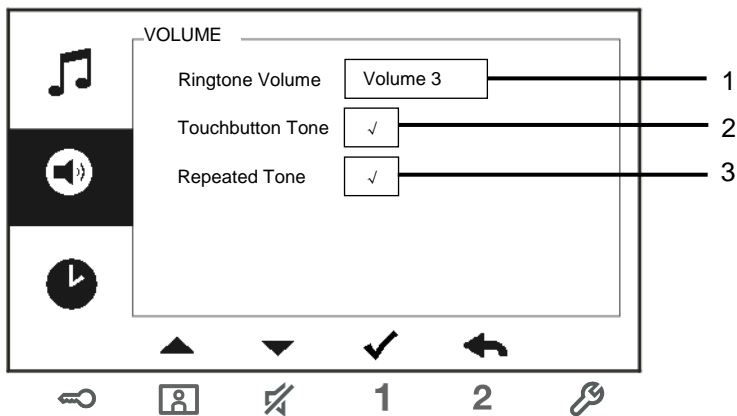 VOLUME
Ringtone Volume Volume 3 1
Touchbutton Tone √ 2
Repeated Tone √ 3
1 2